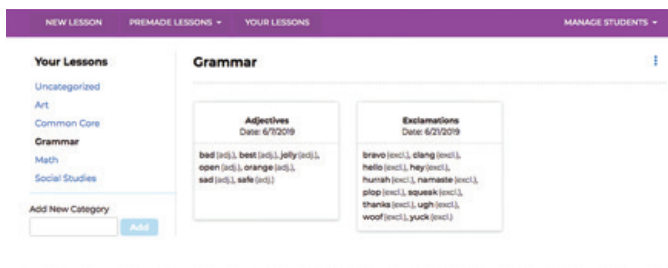 NEW LESSON PREMADE LESSONS YOUR LESSONS MANAGE STUDENTS
Your Lessons
Uncategorized
Art
Common Core
Grammar
Math
Social Studies
Add New Category
Add
Grammar
Adjectives
Date: 6/7/2019
bad (adj.), best (adj.), jolly (adj.),
open (adj.), orange (adj.),
sad (adj.), safe (adj.)
Exclamations
Date: 6/21/2019
bravo (excl.), clang (excl.),
hello (excl.), hey (excl.),
hurrah (excl.), namaste (excl.),
plop (excl.), squeak (excl.),
thanks (excl.), ugh (excl.),
woof (excl.), yuck (excl.)